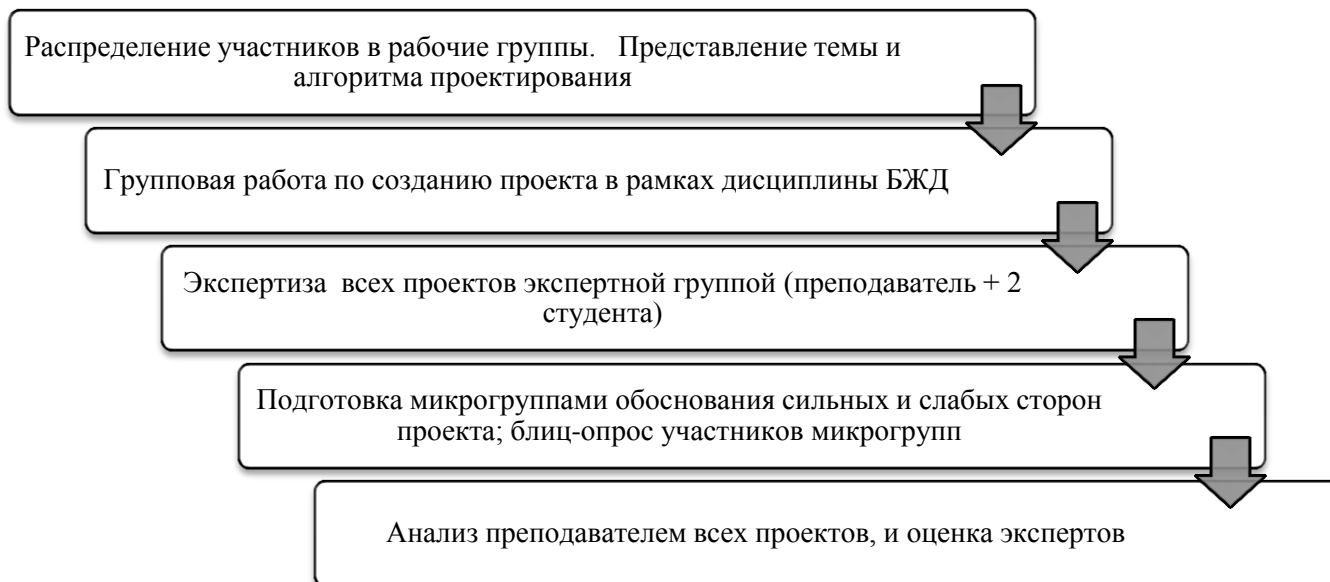 Распределение участников в рабочие группы. Представление темы и
алгоритма проектирования
Групповая работа по созданию проекта в рамках дисциплины БЖД
Экспертиза всех проектов экспертной группой (преподаватель + 2
студента)
Подготовка микрогруппами обоснования сильных и слабых сторон
проекта; блиц-опрос участников микрогрупп
Анализ преподавателем всех проектов, и оценка экспертов